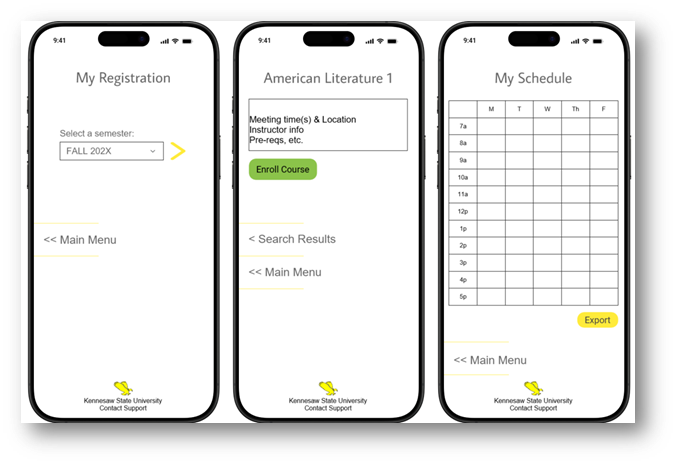 9:41
My Registration
Select a semester:
FALL 202X
>
<< Main Menu
Kennesaw State University
Contact Support
9:41
American Literature 1
Meeting time(s) & Location
Instructor info
Pre-reqs, etc.
Enroll Course
< Search Results
<< Main Menu
Kennesaw State University
Contact Support
9:41
My Schedule
M T W Th F
7a
8a
9a
10a
11a
12p
1p
2p
3p
4p
5p
Export
<< Main Menu
Kennesaw State University
Contact Support